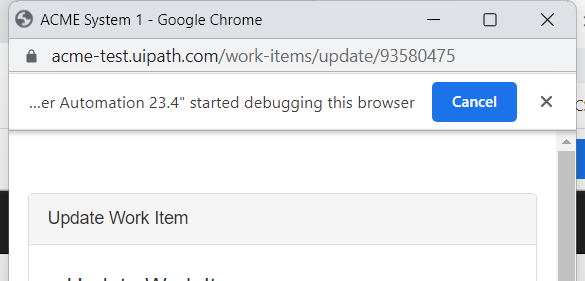 ACME System 1 - Google Chrome
acme-test.uipath.com/work-items/update/93580475
...er Automation 23.4" started debugging this browser Cancel
Update Work Item